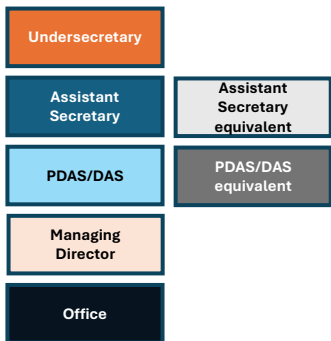 Undersecretary
Assistant
Secretary
Assistant
Secretary
equivalent
PDAS/DAS
PDAS/DAS
equivalent
Managing
Director
Office